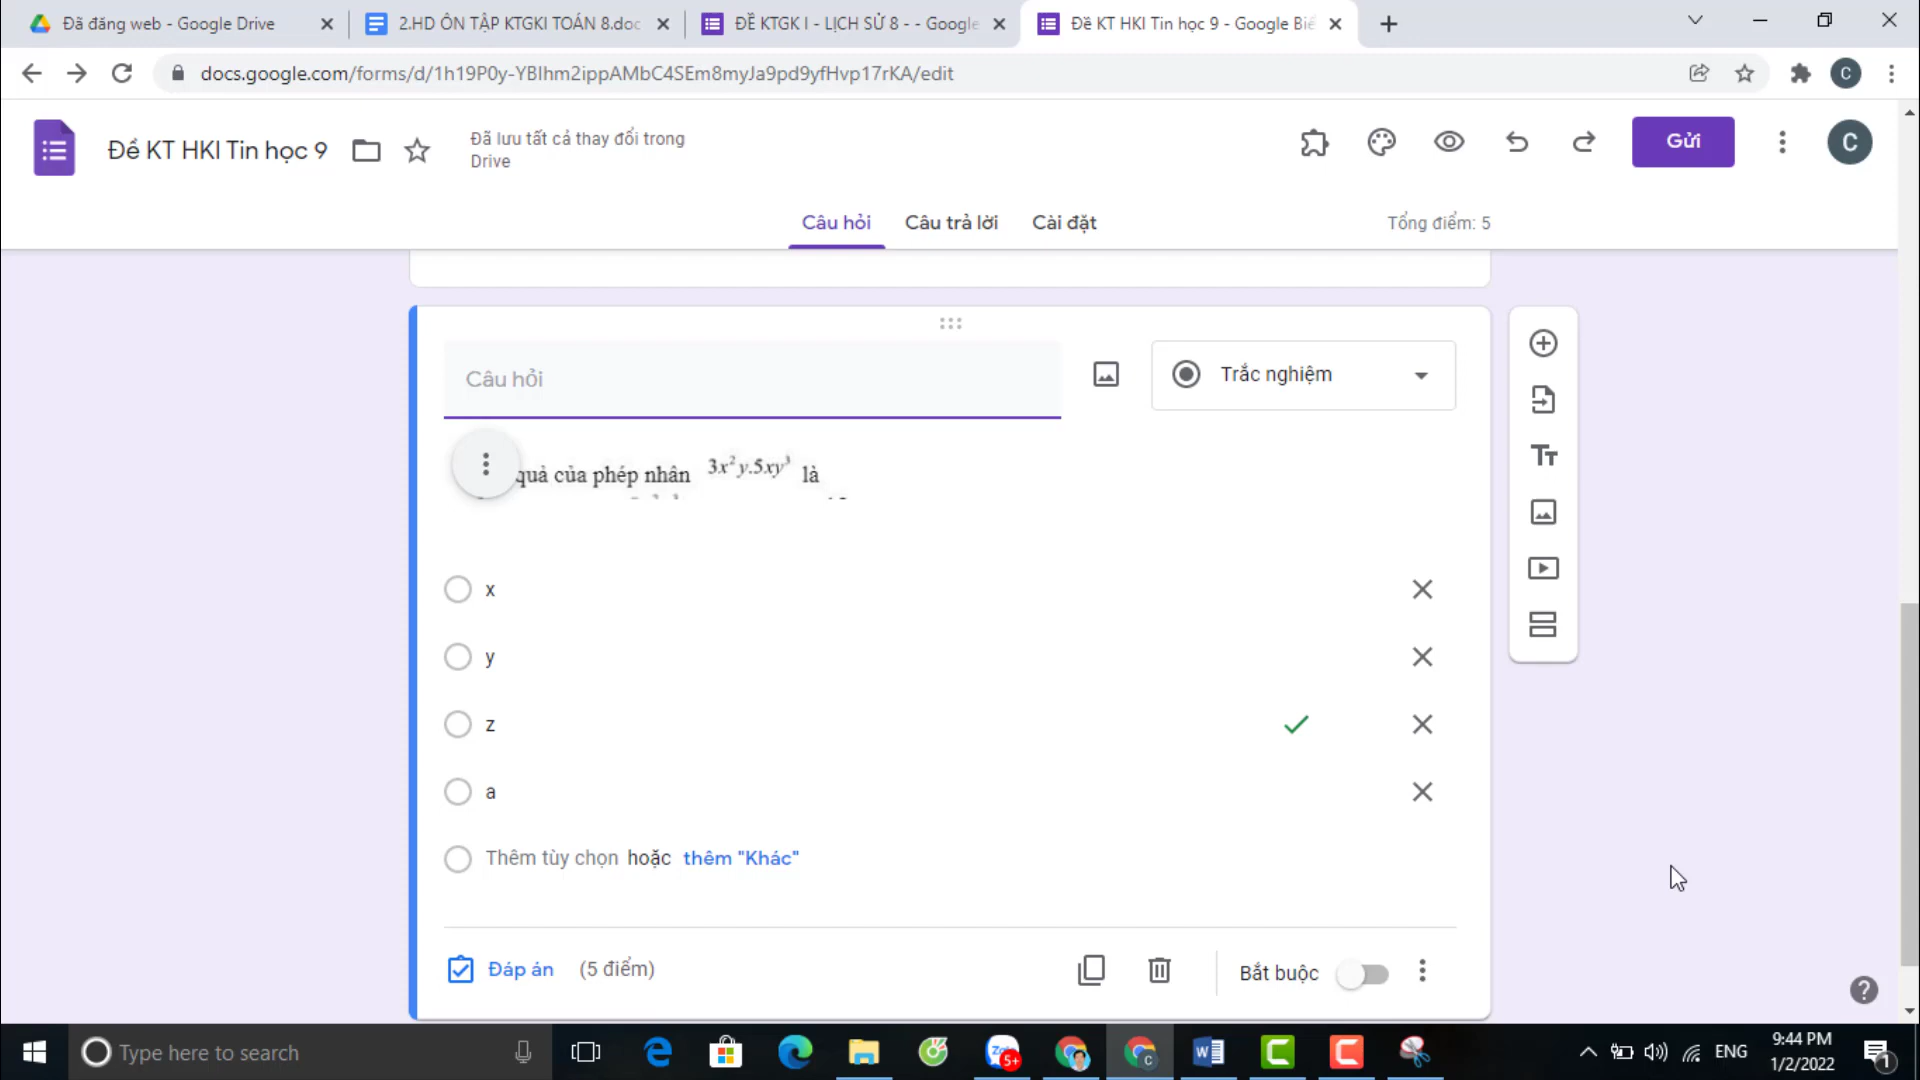 Đã đăng web - Google Drive
2.HD ÔN TẬP KTGKI TOÁN 8.doc
ĐỀ KTGK I - LỊCH SỬ 8 - - Google
Đề KT HKI Tin học 9 - Google Biể
docs.google.com/forms/d/1h19P0y-YBIhm2ippAMbC4SEm8myJa9pd9yfHvp17rKA/edit
C
Đề KT HKI Tin học 9
Đã lưu tất cả thay đổi trong
Drive
Gửi
C
Câu hỏi
Câu trả lời
Cài đặt
Tổng điểm: 5
Câu hỏi
Trắc nghiệm
quả của phép nhân 3x²y.5xy³ là
x
y
z
a
Thêm tùy chọn hoặc thêm "Khác"
Đáp án
(5 điểm)
Bắt buộc
Type here to search
5+
ENG
9:44 PM
1/2/2022
1